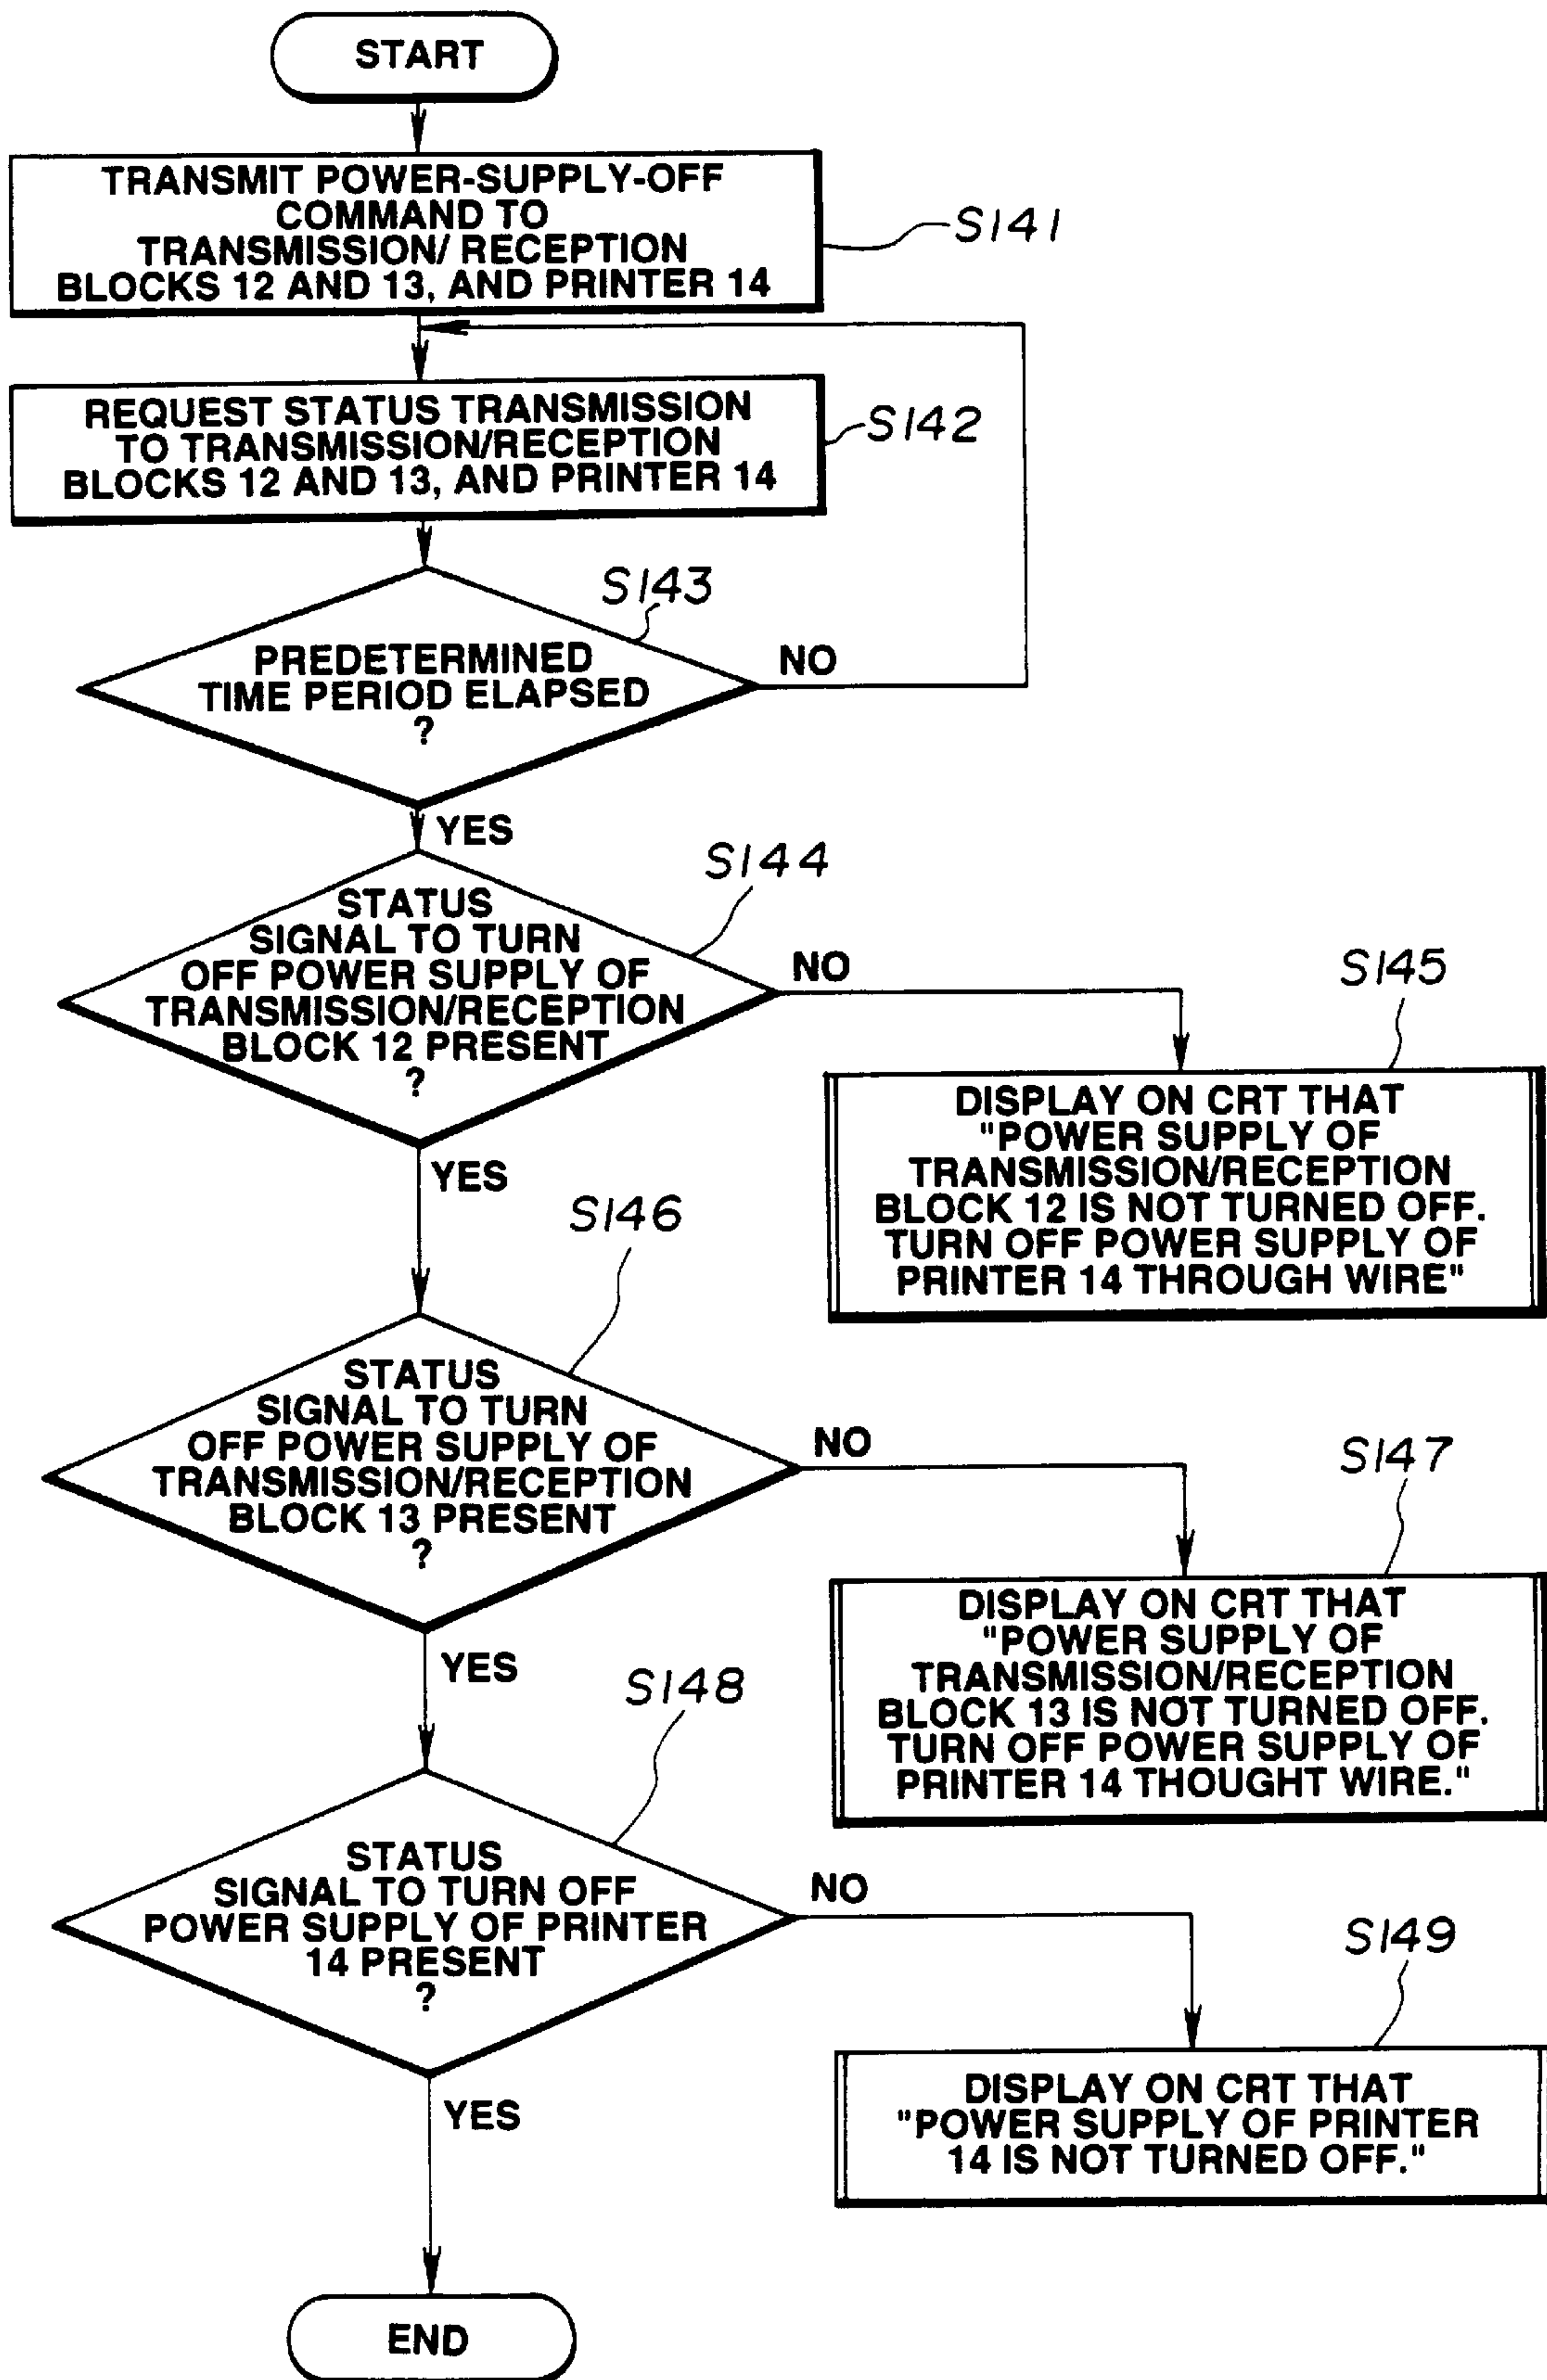 START
TRANSMIT POWER-SUPPLY-OFF
COMMAND TO
TRANSMISSION/ RECEPTION
BLOCKS 12 AND 13, AND PRINTER 14
S141
REQUEST STATUS TRANSMISSION
TO TRANSMISSION/RECEPTION
BLOCKS 12 AND 13, AND PRINTER 14
S142
S143
PREDETERMINED
TIME PERIOD ELAPSED
?
NO
YES
S144
STATUS
SIGNAL TO TURN
OFF POWER SUPPLY OF
TRANSMISSION/RECEPTION
BLOCK 12 PRESENT
?
NO
S145
DISPLAY ON CRT THAT
"POWER SUPPLY OF
TRANSMISSION/RECEPTION
BLOCK 12 IS NOT TURNED OFF.
TURN OFF POWER SUPPLY OF
PRINTER 14 THROUGH WIRE"
YES
S146
STATUS
SIGNAL TO TURN
OFF POWER SUPPLY OF
TRANSMISSION/RECEPTION
BLOCK 13 PRESENT
?
NO
S147
DISPLAY ON CRT THAT
"POWER SUPPLY OF
TRANSMISSION/RECEPTION
BLOCK 13 IS NOT TURNED OFF.
TURN OFF POWER SUPPLY OF
PRINTER 14 THOUGHT WIRE."
YES
S148
STATUS
SIGNAL TO TURN OFF
POWER SUPPLY OF PRINTER
14 PRESENT
?
NO
S149
DISPLAY ON CRT THAT
"POWER SUPPLY OF PRINTER
14 IS NOT TURNED OFF."
YES
END